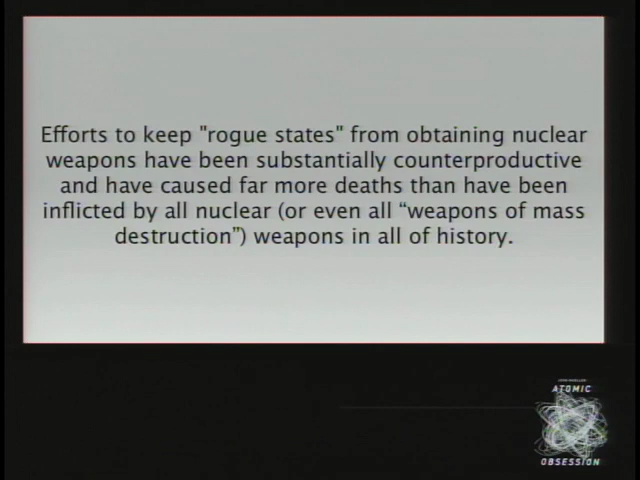 Efforts to keep "rogue states" from obtaining nuclear
weapons have been substantially counterproductive
and have caused far more deaths than have been
inflicted by all nuclear (or even all “weapons of mass
destruction”) weapons in all of history.
ATOMIC
OBSESSION